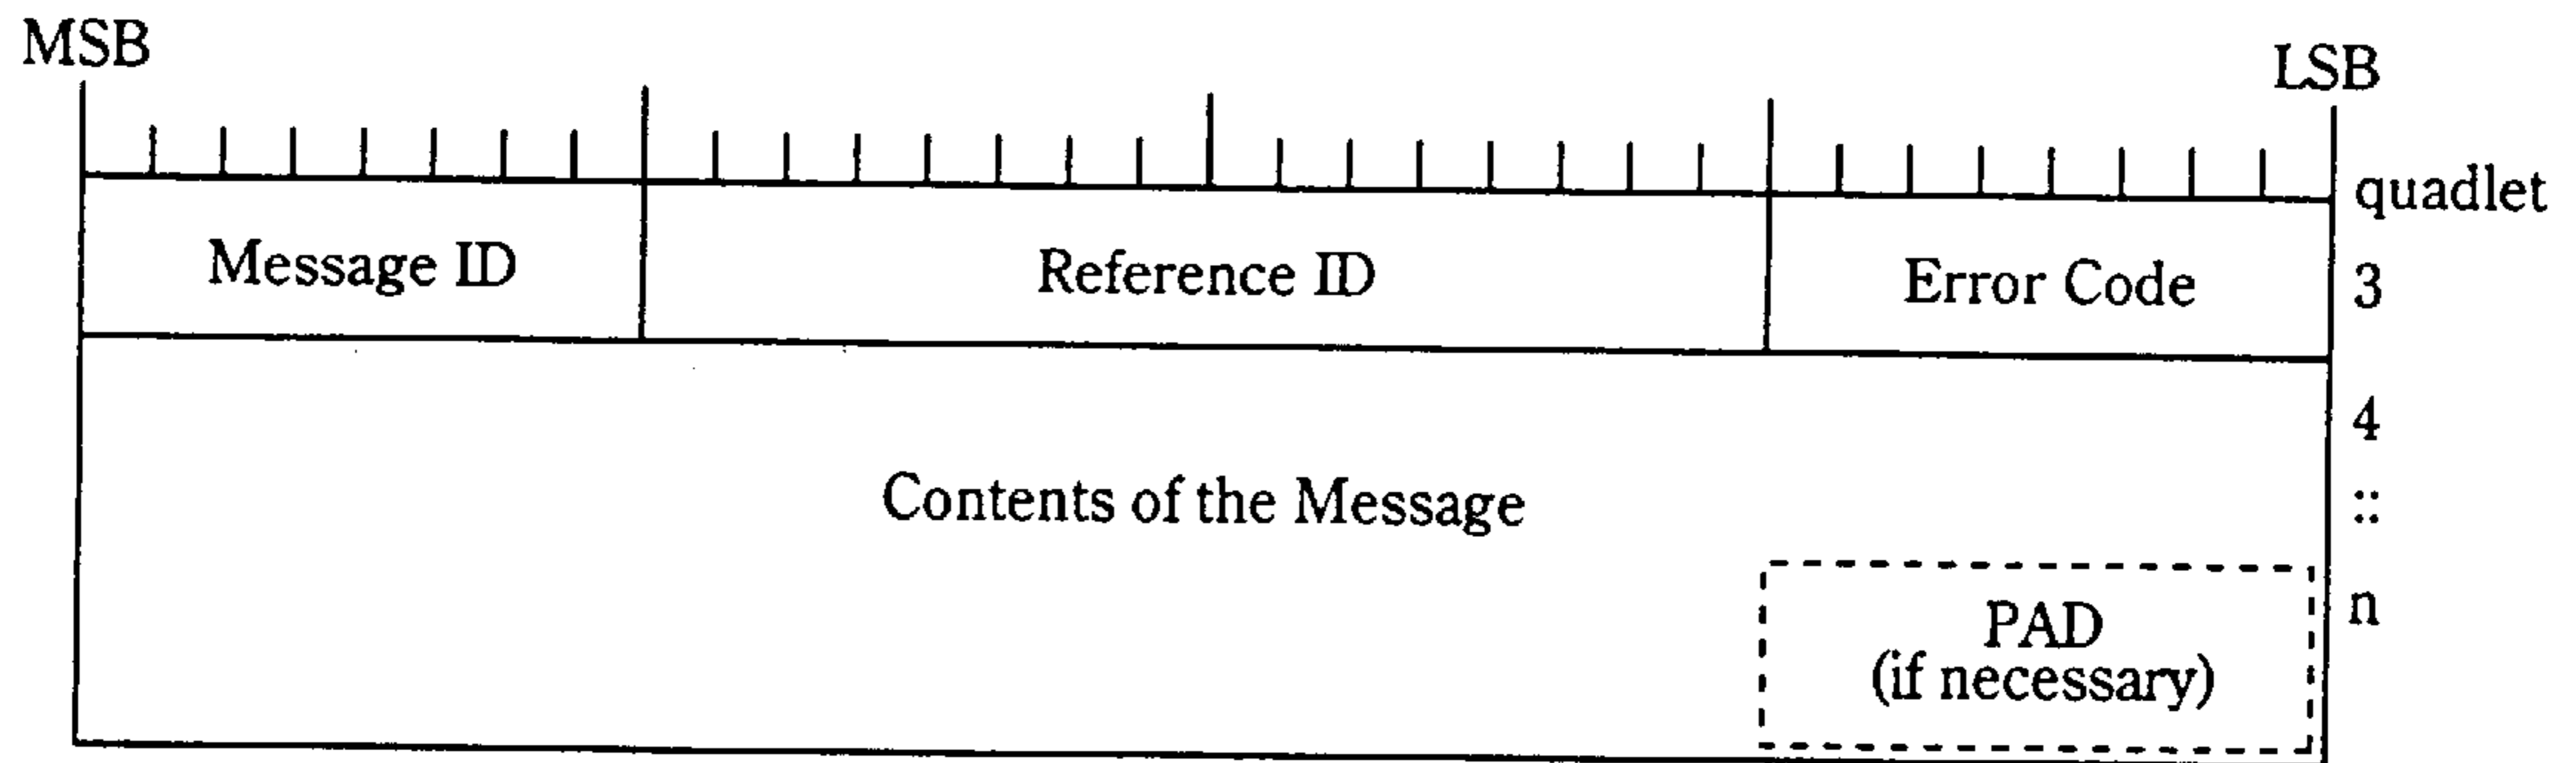 MSB LSB
quadlet
Message ID Reference ID Error Code 3
4
Contents of the Message ::
n
PAD
(if necessary)